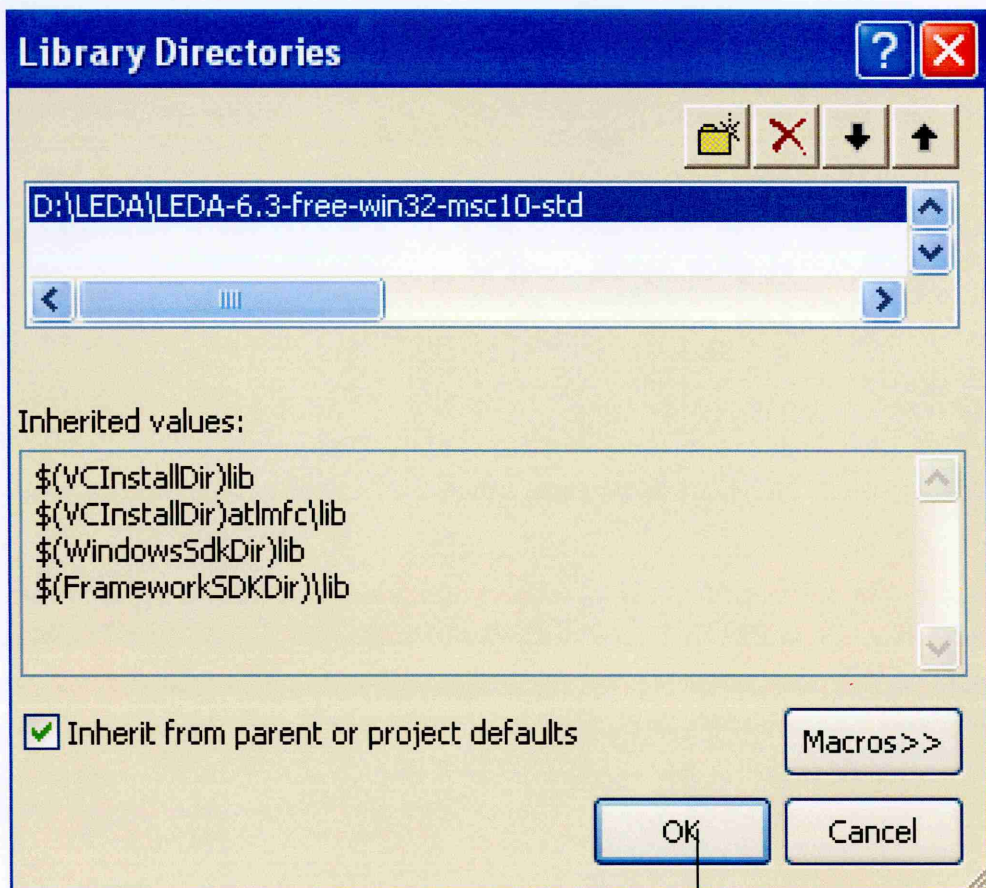 Library Directories
D:\LEDA\LEDA-6.3-free-win32-msc10-std
Inherited values:
$(VCInstallDir)lib
$(VCInstallDir)atlmfc\lib
$(WindowsSdkDir)lib
$(FrameworkSDKDir)\lib
Inherit from parent or project defaults
Macros>>
OK
Cancel